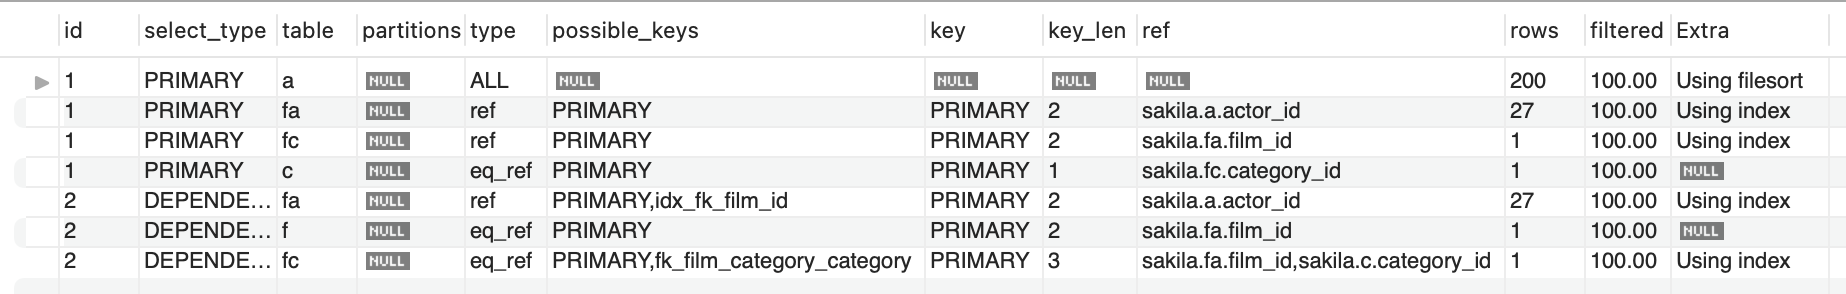 id select_type table partitions type possible_keys key key_len ref rows filtered Extra
1 PRIMARY a NULL ALL NULL NULL NULL NULL 200 100.00 Using filesort
1 PRIMARY fa NULL ref PRIMARY PRIMARY 2 sakila.a.actor_id 27 100.00 Using index
1 PRIMARY fc NULL ref PRIMARY PRIMARY 2 sakila.fa.film_id 1 100.00 Using index
1 PRIMARY c NULL eq_ref PRIMARY PRIMARY 1 sakila.fc.category_id 1 100.00 NULL
2 DEPENDE... fa NULL ref PRIMARY,idx_fk_film_id PRIMARY 2 sakila.a.actor_id 27 100.00 Using index
2 DEPENDE... f NULL eq_ref PRIMARY PRIMARY 2 sakila.fa.film_id 1 100.00 NULL
2 DEPENDE... fc NULL eq_ref PRIMARY,fk_film_category_category PRIMARY 3 sakila.fa.film_id,sakila.c.category_id 1 100.00 Using index